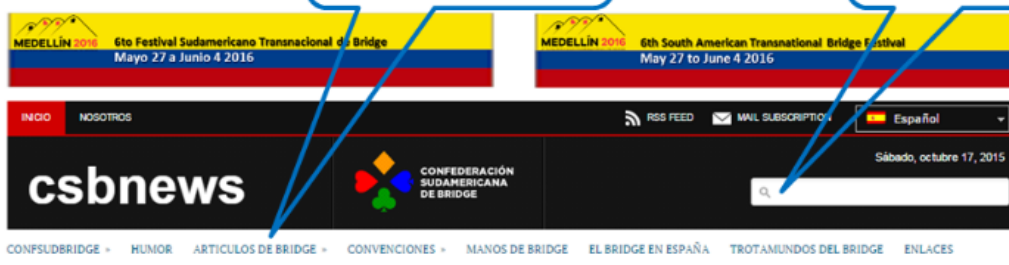 MEDELLÍN 2016 6to Festival Sudamericano Transnacional de Bridge
Mayo 27 a Junio 4 2016
MEDELLÍN 2016 6th South American Transnational Bridge Festival
May 27 to June 4 2016
INICIO NOSOTROS RSS FEED MAIL SUBSCRIPTION Español
Sábado, octubre 17, 2015
csbnews
CONFEDERACIÓN
SUDAMERICANA
DE BRIDGE
CONFSUDBRIDGE » HUMOR ARTICULOS DE BRIDGE » CONVENCIONES » MANOS DE BRIDGE EL BRIDGE EN ESPAÑA TROTAMUNDOS DEL BRIDGE ENLACES